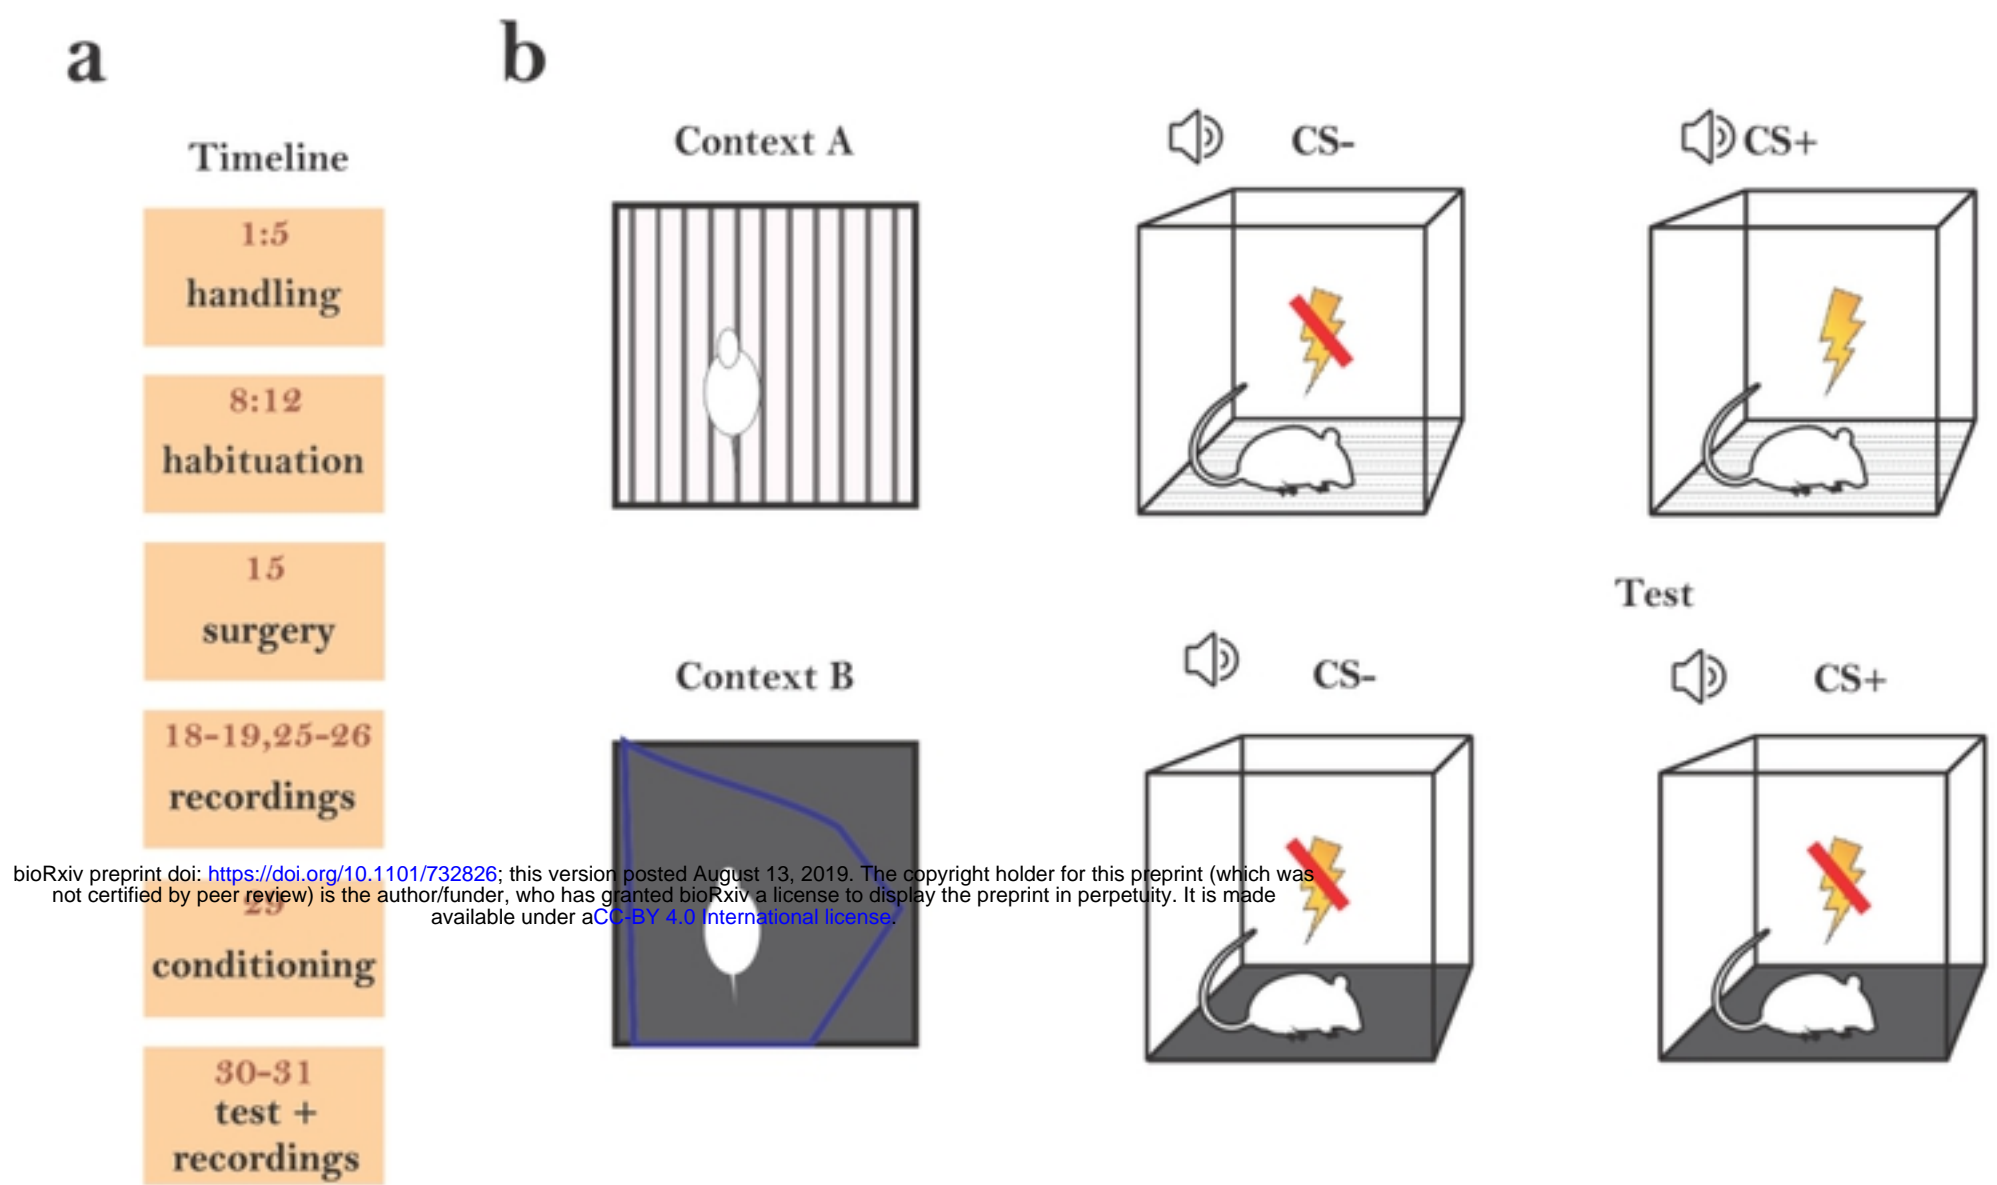 a
Timeline
1:5
handling
8:12
habituation
15
surgery
18-19,25-26
recordings
29
conditioning
30-31
test +
recordings
b
Context A
CS-
CS+
Test
Context B
CS-
CS+
bioRxiv preprint doi: https://doi.org/10.1101/732826; this version posted August 13, 2019. The copyright holder for this preprint (which was
not certified by peer review) is the author/funder, who has granted bioRxiv a license to display the preprint in perpetuity. It is made
available under aCC-BY 4.0 International license.